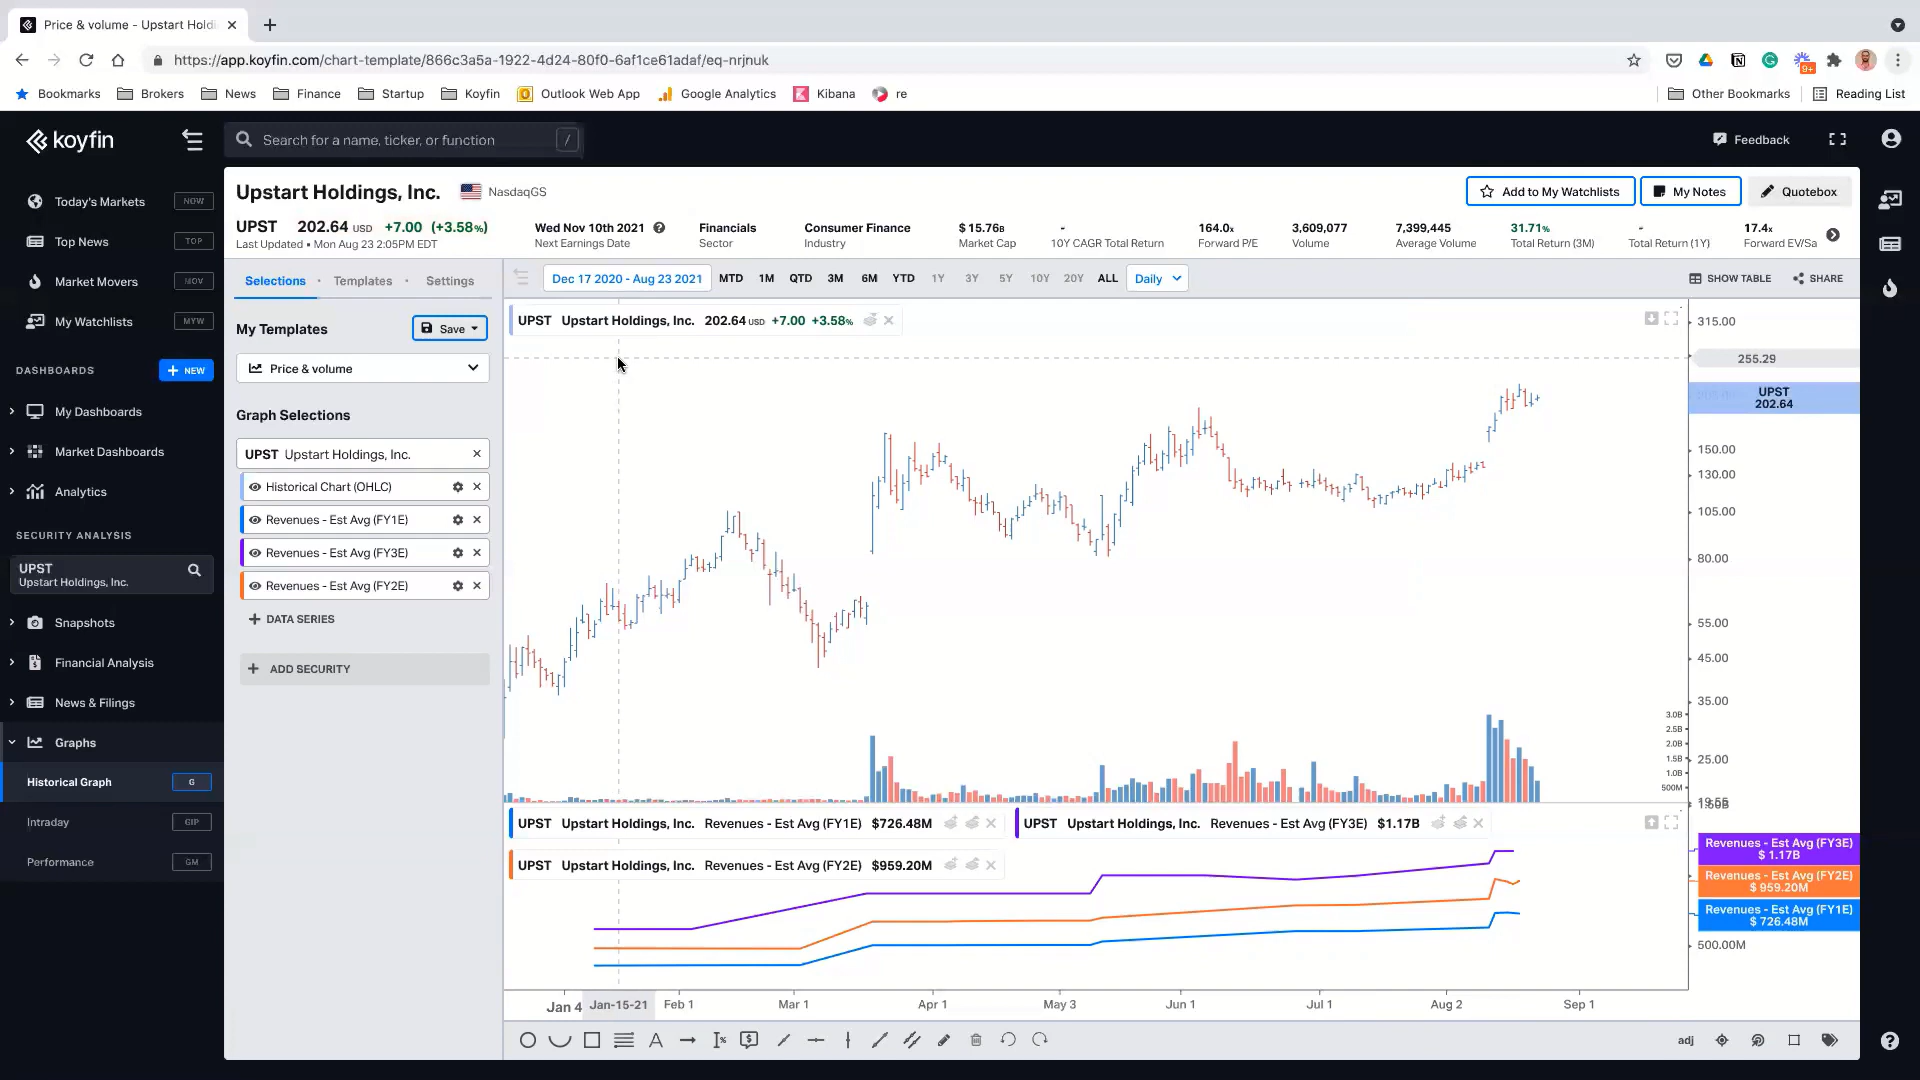 Price & volume - Upstart Holdi
https://app.koyfin.com/chart-template/866c3a5a-1922-4d24-80f0-6af1ce61adaf/eq-nrjnuk
9+
Bookmarks Brokers News Finance Startup Koyfin Outlook Web App Google Analytics Kibana re Other Bookmarks Reading List
koyfin
Search for a name, ticker, or function /
Feedback
Today's Markets NOW
Top News TOP
Market Movers MOV
My Watchlists MYW
DASHBOARDS + NEW
My Dashboards
Market Dashboards
Analytics
SECURITY ANALYSIS
UPST
Upstart Holdings, Inc.
Snapshots
Financial Analysis
News & Filings
Graphs
Historical Graph G
Intraday GIP
Performance GM
Upstart Holdings, Inc. NasdaqGS
Add to My Watchlists My Notes Quotebox
UPST 202.64 USD +7.00 (+3.58%)
Last Updated • Mon Aug 23 2:05PM EDT
Wed Nov 10th 2021 Financials Consumer Finance $ 15.76B - 164.0x 3,609,077 7,399,445 31.71% - 17.4x
Next Earnings Date Sector Industry Market Cap 10Y CAGR Total Return Forward P/E Volume Average Volume Total Return (3M) Total Return (1Y) Forward EV/Sa
Selections • Templates • Settings
Dec 17 2020 - Aug 23 2021 MTD 1M QTD 3M 6M YTD 1Y 3Y 5Y 10Y 20Y ALL Daily
SHOW TABLE SHARE
My Templates Save
Price & volume
Graph Selections
UPST Upstart Holdings, Inc.
Historical Chart (OHLC)
Revenues - Est Avg (FY1E)
Revenues - Est Avg (FY3E)
Revenues - Est Avg (FY2E)
+ DATA SERIES
+ ADD SECURITY
UPST Upstart Holdings, Inc. 202.64 USD +7.00 +3.58%
315.00
255.29
UPST
202.64
150.00
130.00
105.00
80.00
55.00
45.00
35.00
25.00
3.0B
2.5B
2.0B
1.5B
1.0B
500M
UPST Upstart Holdings, Inc. Revenues - Est Avg (FY1E) $726.48M
UPST Upstart Holdings, Inc. Revenues - Est Avg (FY3E) $1.17B
UPST Upstart Holdings, Inc. Revenues - Est Avg (FY2E) $959.20M
Revenues - Est Avg (FY3E)
$ 1.17B
Revenues - Est Avg (FY2E)
$ 959.20M
Revenues - Est Avg (FY1E)
$ 726.48M
500.00M
Jan 4 Jan-15-21 Feb 1 Mar 1 Apr 1 May 3 Jun 1 Jul 1 Aug 2 Sep 1
A adj